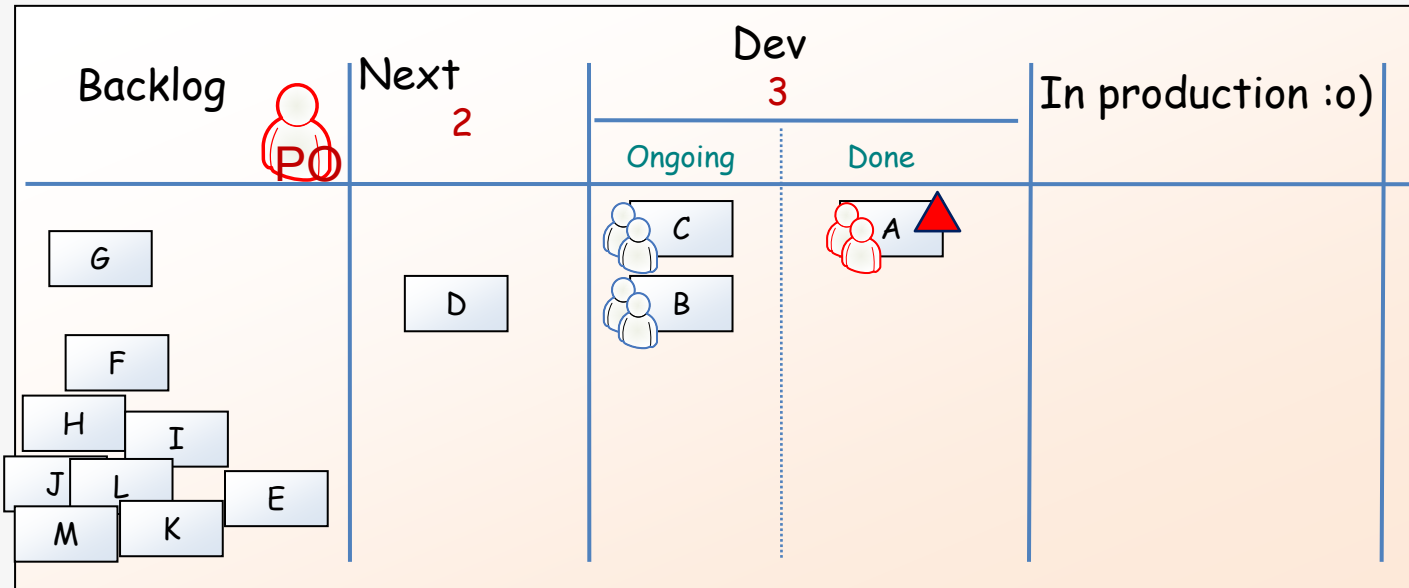 Dev
Backlog
Next
In production :o)
PO
2
3
Ongoing
Done
G
C
A
D
B
F
H
I
J
L
E
M
K